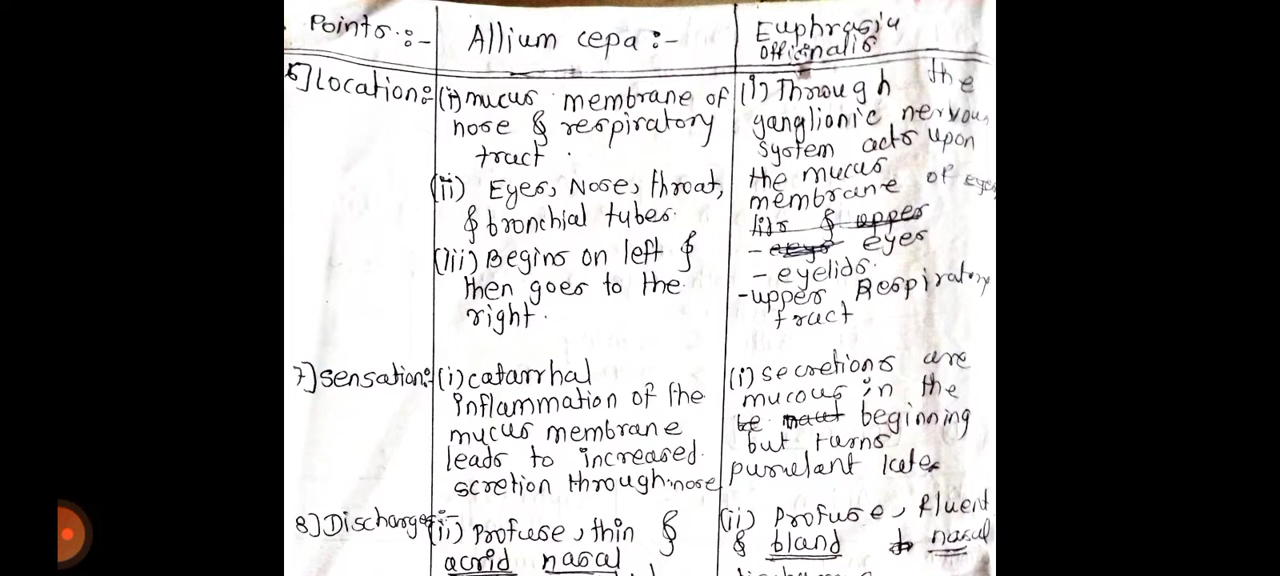 Points :-
Allium cepa :-
Euphrasia
officinalis
6] Location:-
(i) mucus membrane of
nose & respiratory
tract.
(ii) Eyes, Nose, throat,
& bronchial tubes.
(iii) Begins on left &
then goes to the
right.
(i) Through the
ganglionic nervous
system acts upon
the mucus
membrane of eye
lids & upper
- eyes
- eyelids.
- upper Respiratory
tract
7] Sensation:-
(i) catarrhal
inflammation of the
mucus membrane
leads to increased
scretion through nose
(i) secretions are
mucous in the
beginning
but turns
purulant
8] Discharge:-
(ii) Profuse, thin &
acrid nasal
(ii) Profuse, fluent
& bland nasal